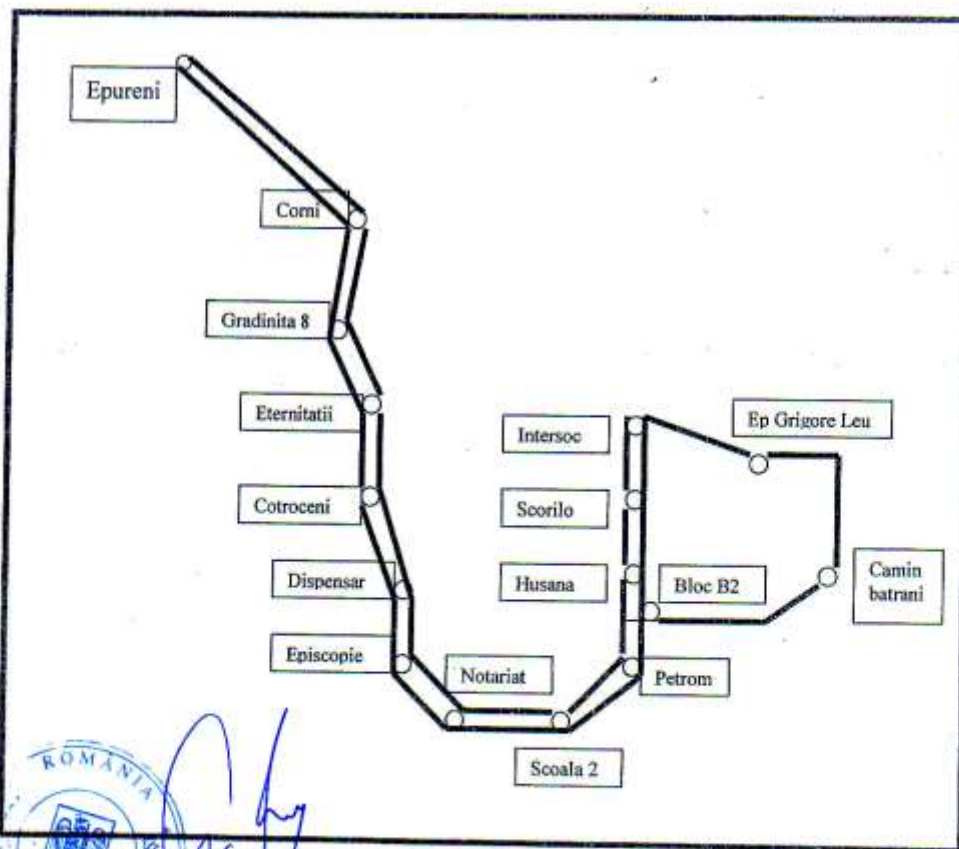 Epureni
Corni
Gradinita 8
Eternitatii
Intersoc
Ep Grigore Leu
Cotroceni
Scorilo
Dispensar
Husana
Bloc B2
Camin
batrani
Episcopie
Notariat
Petrom
Scoala 2
ROMÂNIA